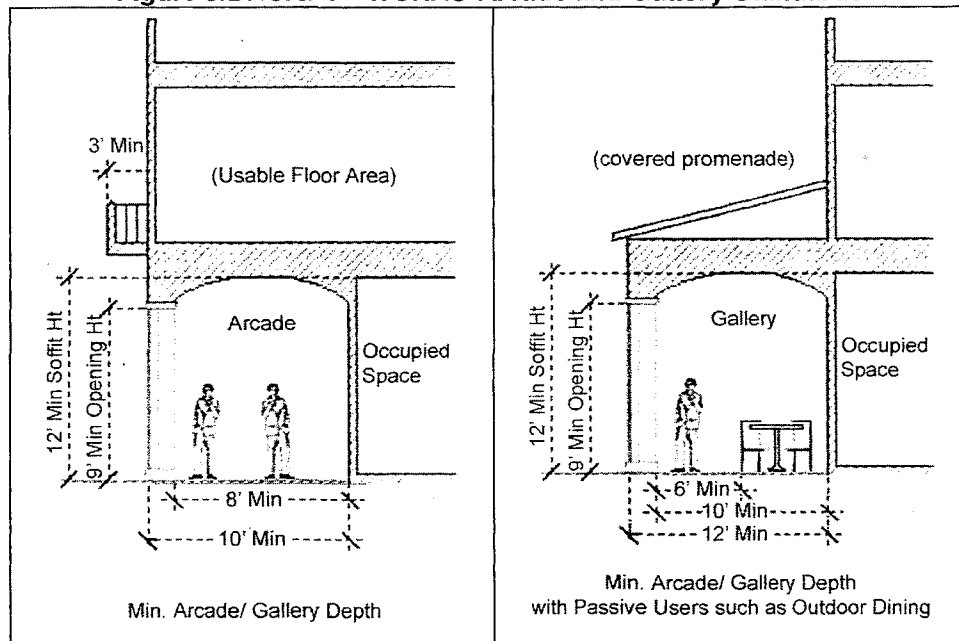 3' Min
(Usable Floor Area)
12' Min Soffit Ht
9' Min Opening Ht
Arcade
Occupied
Space
8' Min
10' Min
Min. Arcade/ Gallery Depth
(covered promenade)
12' Min Soffit Ht
9' Min Opening Ht
Gallery
Occupied
Space
6' Min
10' Min
12' Min
Min. Arcade/ Gallery Depth
with Passive Users such as Outdoor Dining